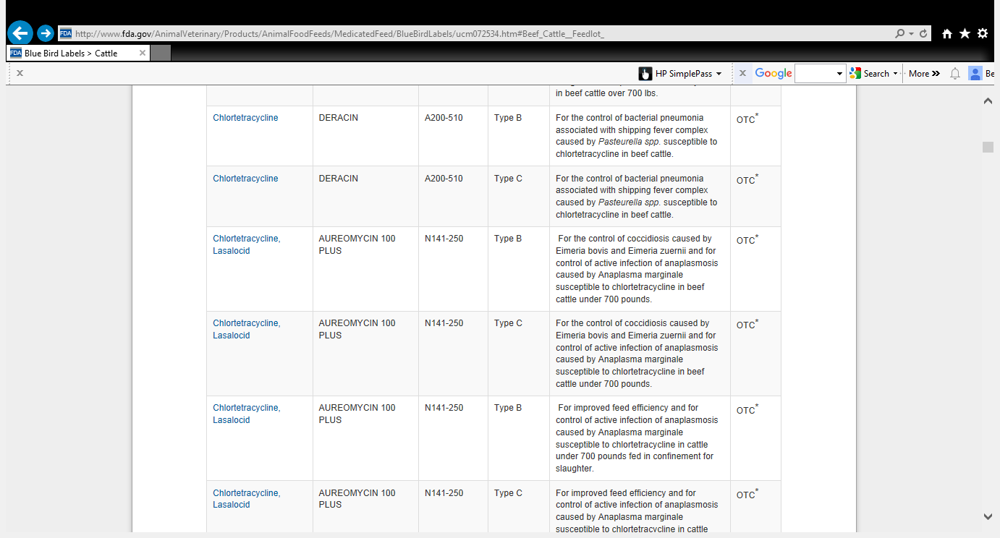 http://www.fda.gov/AnimalVeterinary/Products/AnimalFoodFeeds/MedicatedFeed/BlueBirdLabels/ucm072534.htm#Beef_Cattle__Feedlot_
FDA Blue Bird Labels > Cattle
x HP SimplePass x Google Search More » Be
in beef cattle over 700 lbs.
Chlortetracycline DERACIN A200-510 Type B For the control of bacterial pneumonia OTC*
associated with shipping fever complex
caused by Pasteurella spp. susceptible to
chlortetracycline in beef cattle.
Chlortetracycline DERACIN A200-510 Type C For the control of bacterial pneumonia OTC*
associated with shipping fever complex
caused by Pasteurella spp. susceptible to
chlortetracycline in beef cattle.
Chlortetracycline, AUREOMYCIN 100 N141-250 Type B For the control of coccidiosis caused by OTC*
Lasalocid PLUS Eimeria bovis and Eimeria zuernii and for
control of active infection of anaplasmosis
caused by Anaplasma marginale
susceptible to chlortetracycline in beef
cattle under 700 pounds.
Chlortetracycline, AUREOMYCIN 100 N141-250 Type C For the control of coccidiosis caused by OTC*
Lasalocid PLUS Eimeria bovis and Eimeria zuernii and for
control of active infection of anaplasmosis
caused by Anaplasma marginale
susceptible to chlortetracycline in beef
cattle under 700 pounds.
Chlortetracycline, AUREOMYCIN 100 N141-250 Type B For improved feed efficiency and for OTC*
Lasalocid PLUS control of active infection of anaplasmosis
caused by Anaplasma marginale
susceptible to chlortetracycline in cattle
under 700 pounds fed in confinement for
slaughter.
Chlortetracycline, AUREOMYCIN 100 N141-250 Type C For improved feed efficiency and for OTC*
Lasalocid PLUS control of active infection of anaplasmosis
caused by Anaplasma marginale
susceptible to chlortetracycline in cattle